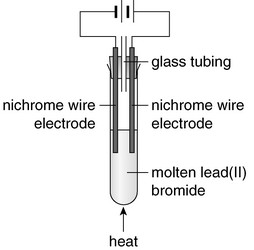 glass tubing
nichrome wire
electrode
nichrome wire
electrode
molten lead(II)
bromide
heat